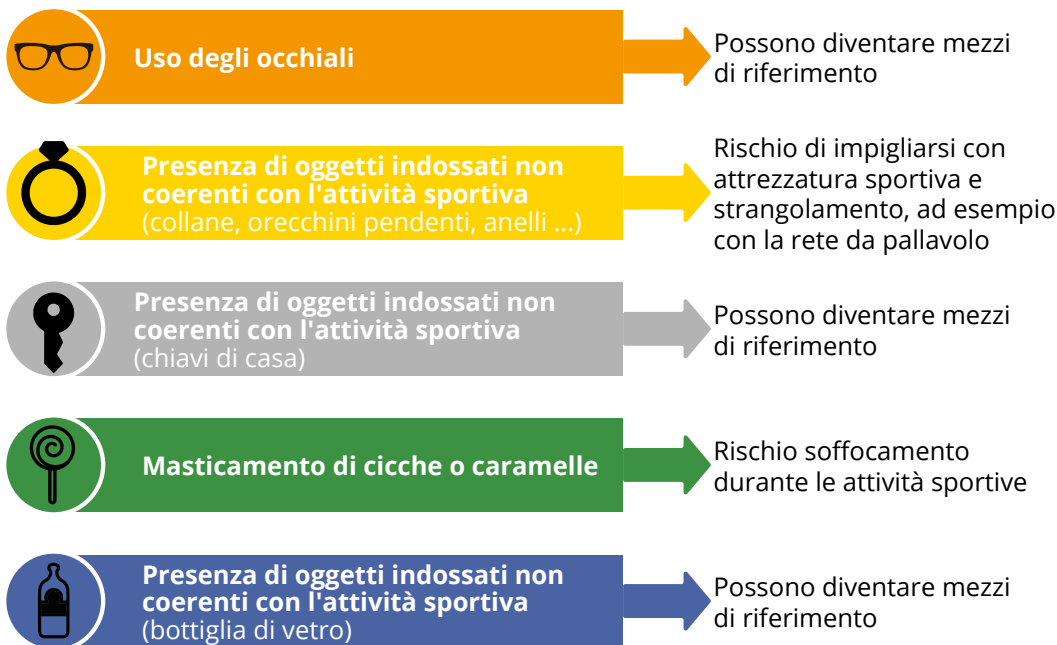 Uso degli occhiali
Possono diventare mezzi
di riferimento
Presenza di oggetti indossati non
coerenti con l'attività sportiva
(collane, orecchini pendenti, anelli ...)
Rischio di impigliarsi con
attrezzatura sportiva e
strangolamento, ad esempio
con la rete da pallavolo
Presenza di oggetti indossati non
coerenti con l'attività sportiva
(chiavi di casa)
Possono diventare mezzi
di riferimento
Masticamento di cicche o caramelle
Rischio soffocamento
durante le attività sportive
Presenza di oggetti indossati non
coerenti con l'attività sportiva
(bottiglia di vetro)
Possono diventare mezzi
di riferimento